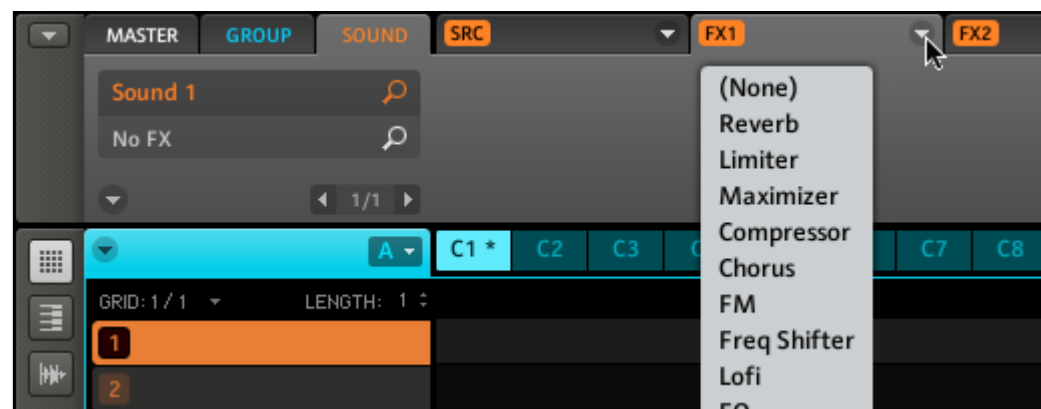 MASTER GROUP SOUND SRC FX1 FX2
Sound 1
No FX
1/1
(None)
Reverb
Limiter
Maximizer
Compressor
Chorus
FM
Freq Shifter
Lofi
A C1 * C2 C3 C7 C8
GRID: 1 / 1 LENGTH: 1
1
2